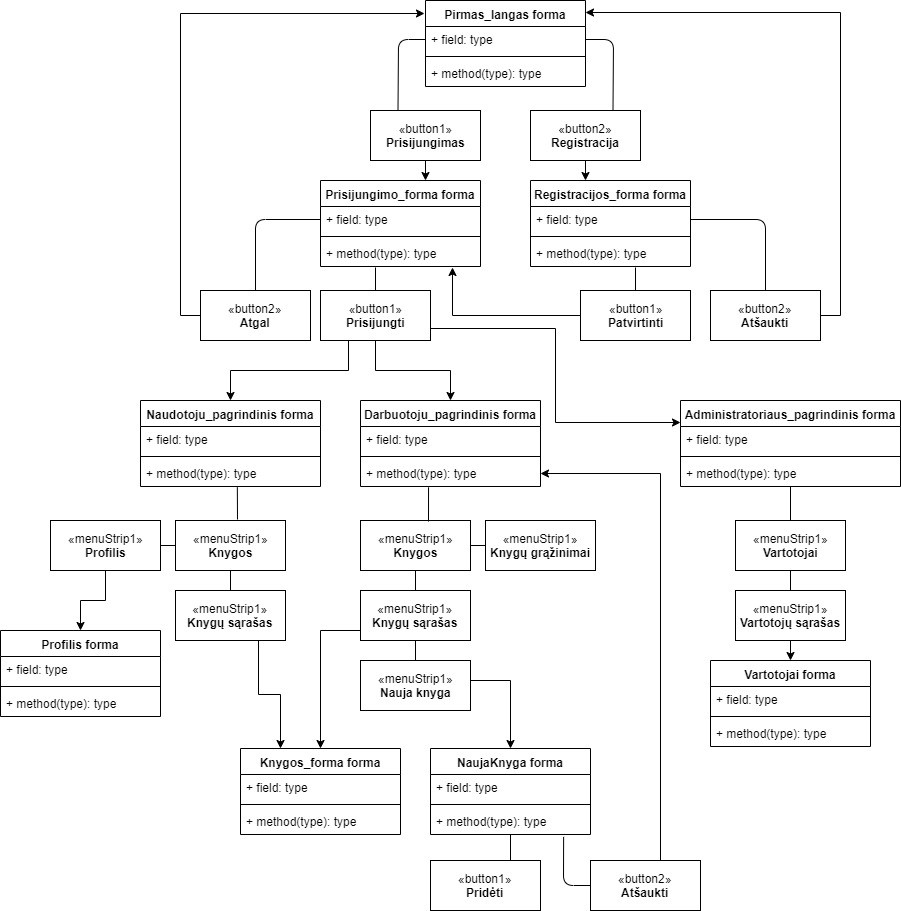 Pirmas_langas forma
+ field: type
+ method(type): type
«button1»
Prisijungimas
«button2»
Registracija
Prisijungimo_forma forma
+ field: type
+ method(type): type
Registracijos_forma forma
+ field: type
+ method(type): type
«button2»
Atgal
«button1»
Prisijungti
«button1»
Patvirtinti
«button2»
Atšaukti
Naudotoju_pagrindinis forma
+ field: type
+ method(type): type
Darbuotoju_pagrindinis forma
+ field: type
+ method(type): type
Administratoriaus_pagrindinis forma
+ field: type
+ method(type): type
«menuStrip1»
Profilis
«menuStrip1»
Knygos
«menuStrip1»
Knygos
«menuStrip1»
Knygų grąžinimai
«menuStrip1»
Vartotojai
«menuStrip1»
Knygų sąrašas
«menuStrip1»
Knygų sąrašas
«menuStrip1»
Vartotojų sąrašas
Profilis forma
+ field: type
+ method(type): type
«menuStrip1»
Nauja knyga
Vartotojai forma
+ field: type
+ method(type): type
Knygos_forma forma
+ field: type
+ method(type): type
NaujaKnyga forma
+ field: type
+ method(type): type
«button1»
Pridėti
«button2»
Atšaukti